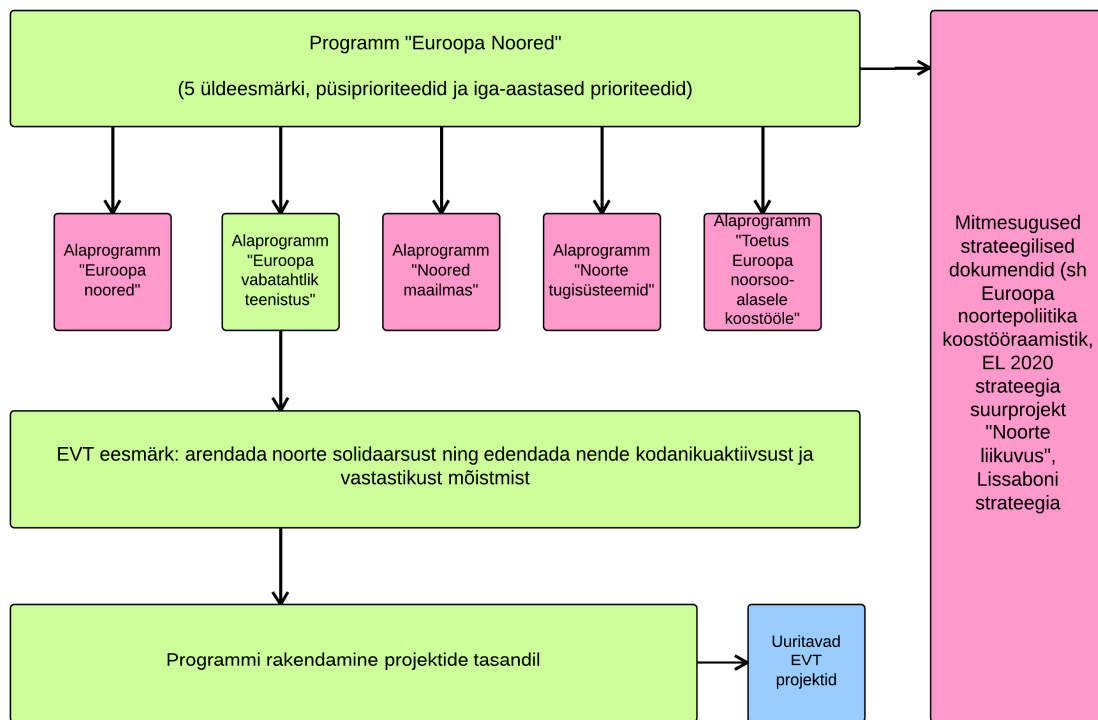 Programm "Euroopa Noored"
(5 üldeesmärki, püsiprioriteedid ja iga-aastased prioriteedid)
Alaprogramm
"Euroopa
noored"
Alaprogramm
"Euroopa
vabatahtlik
teenistus"
Alaprogramm
"Noored
maailmas"
Alaprogramm
"Noorte
tugisüsteemid"
Alaprogramm
"Toetus
Euroopa
noorsoo-
alasele
koostööle"
Mitmesugused
strateegilised
dokumendid (sh
Euroopa
noortepoliitika
koostööraamistik,
EL 2020
strateegia
suurprojekt
"Noorte
liikuvus",
Lissaboni
strateegia
EVT eesmärk: arendada noorte solidaarsust ning edendada nende kodanikuaktiivsust ja
vastastikust mõistmist
Programmi rakendamine projektide tasandil
Uuritavad
EVT
projektid